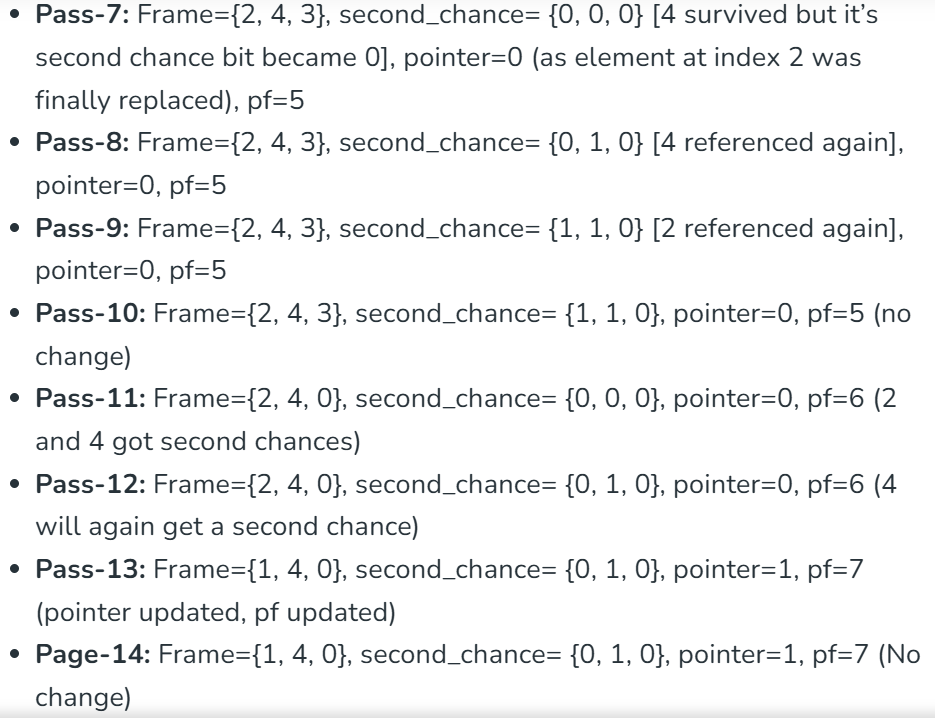 • Pass-7: Frame={2, 4, 3}, second_chance= {0, 0, 0} [4 survived but it’s
second chance bit became 0], pointer=0 (as element at index 2 was
finally replaced), pf=5
• Pass-8: Frame={2, 4, 3}, second_chance= {0, 1, 0} [4 referenced again],
pointer=0, pf=5
• Pass-9: Frame={2, 4, 3}, second_chance= {1, 1, 0} [2 referenced again],
pointer=0, pf=5
• Pass-10: Frame={2, 4, 3}, second_chance= {1, 1, 0}, pointer=0, pf=5 (no
change)
• Pass-11: Frame={2, 4, 0}, second_chance= {0, 0, 0}, pointer=0, pf=6 (2
and 4 got second chances)
• Pass-12: Frame={2, 4, 0}, second_chance= {0, 1, 0}, pointer=0, pf=6 (4
will again get a second chance)
• Pass-13: Frame={1, 4, 0}, second_chance= {0, 1, 0}, pointer=1, pf=7
(pointer updated, pf updated)
• Page-14: Frame={1, 4, 0}, second_chance= {0, 1, 0}, pointer=1, pf=7 (No
change)